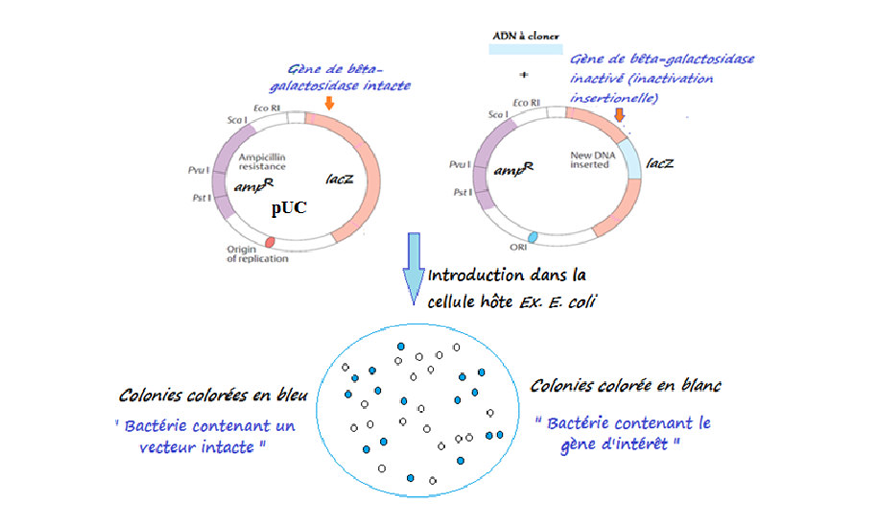 ADN à cloner
+
Gène de bêta-
galactosidase intacte
Gène de bêta-galactosidase
inactivé (inactivation
insertionelle)
Eco RI
Sca I
Pvu I
Pst I
Ampicillin
resistance
ampR
lacZ
pUC
Origin
of replication
Eco RI
Sca I
Pvu I
Pst I
ampR
New DNA
inserted
lacZ
ORI
Introduction dans la
cellule hôte Ex. E. coli
Colonies colorées en bleu
" Bactérie contenant un
vecteur intacte "
Colonies colorée en blanc
" Bactérie contenant le
gène d'intérêt "